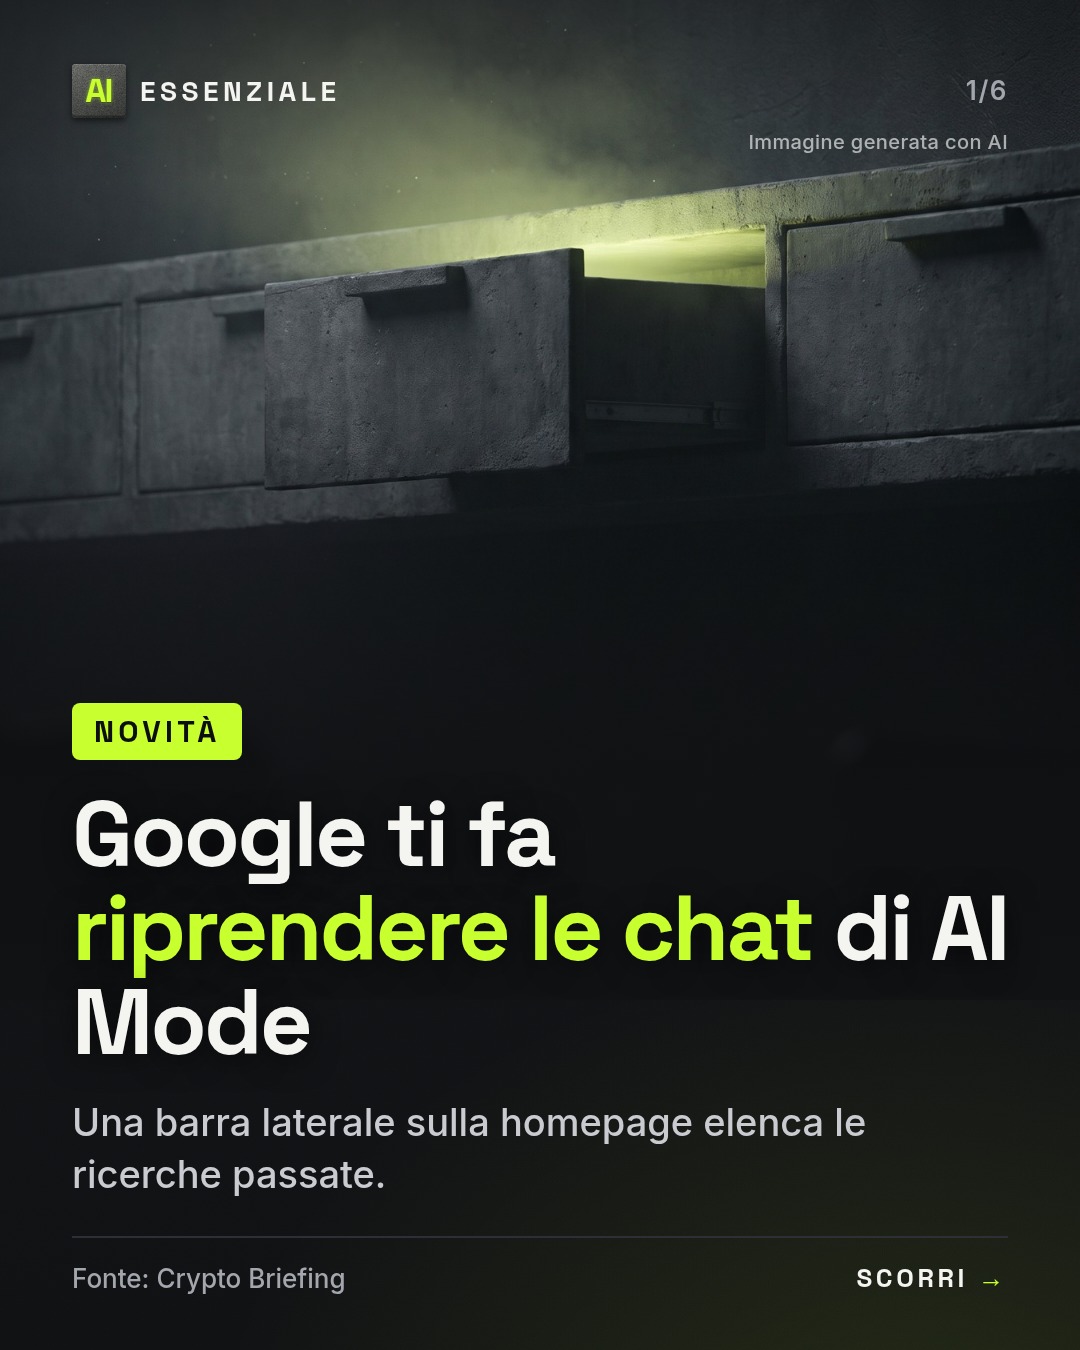 AI ESSENZIALE
1/6
Immagine generata con AI
NOVITÀ
Google ti fa
riprendere le chat di AI
Mode
Una barra laterale sulla homepage elenca le
ricerche passate.
Fonte: Crypto Briefing
SCORRI →